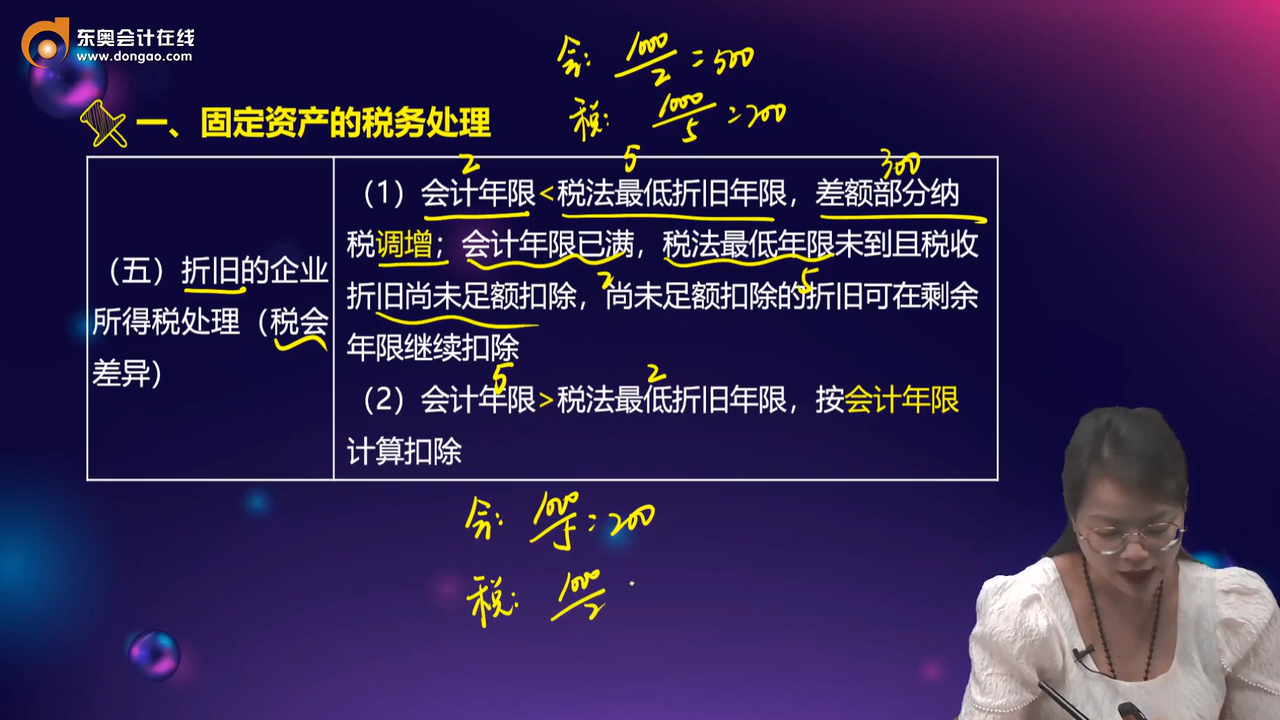 东奥会计在线
www.dongao.com
会: 1000/2=500
税: 1000/5=200
一、固定资产的税务处理
2 5 300
（1）会计年限<税法最低折旧年限，差额部分纳
税调增；会计年限已满，税法最低年限未到且税收
2 5
折旧尚未足额扣除，尚未足额扣除的折旧可在剩余
年限继续扣除
5 2
（2）会计年限>税法最低折旧年限，按会计年限
计算扣除
（五）折旧的企业
所得税处理（税会
差异）
会: 1000/5=200
税: 1000/2